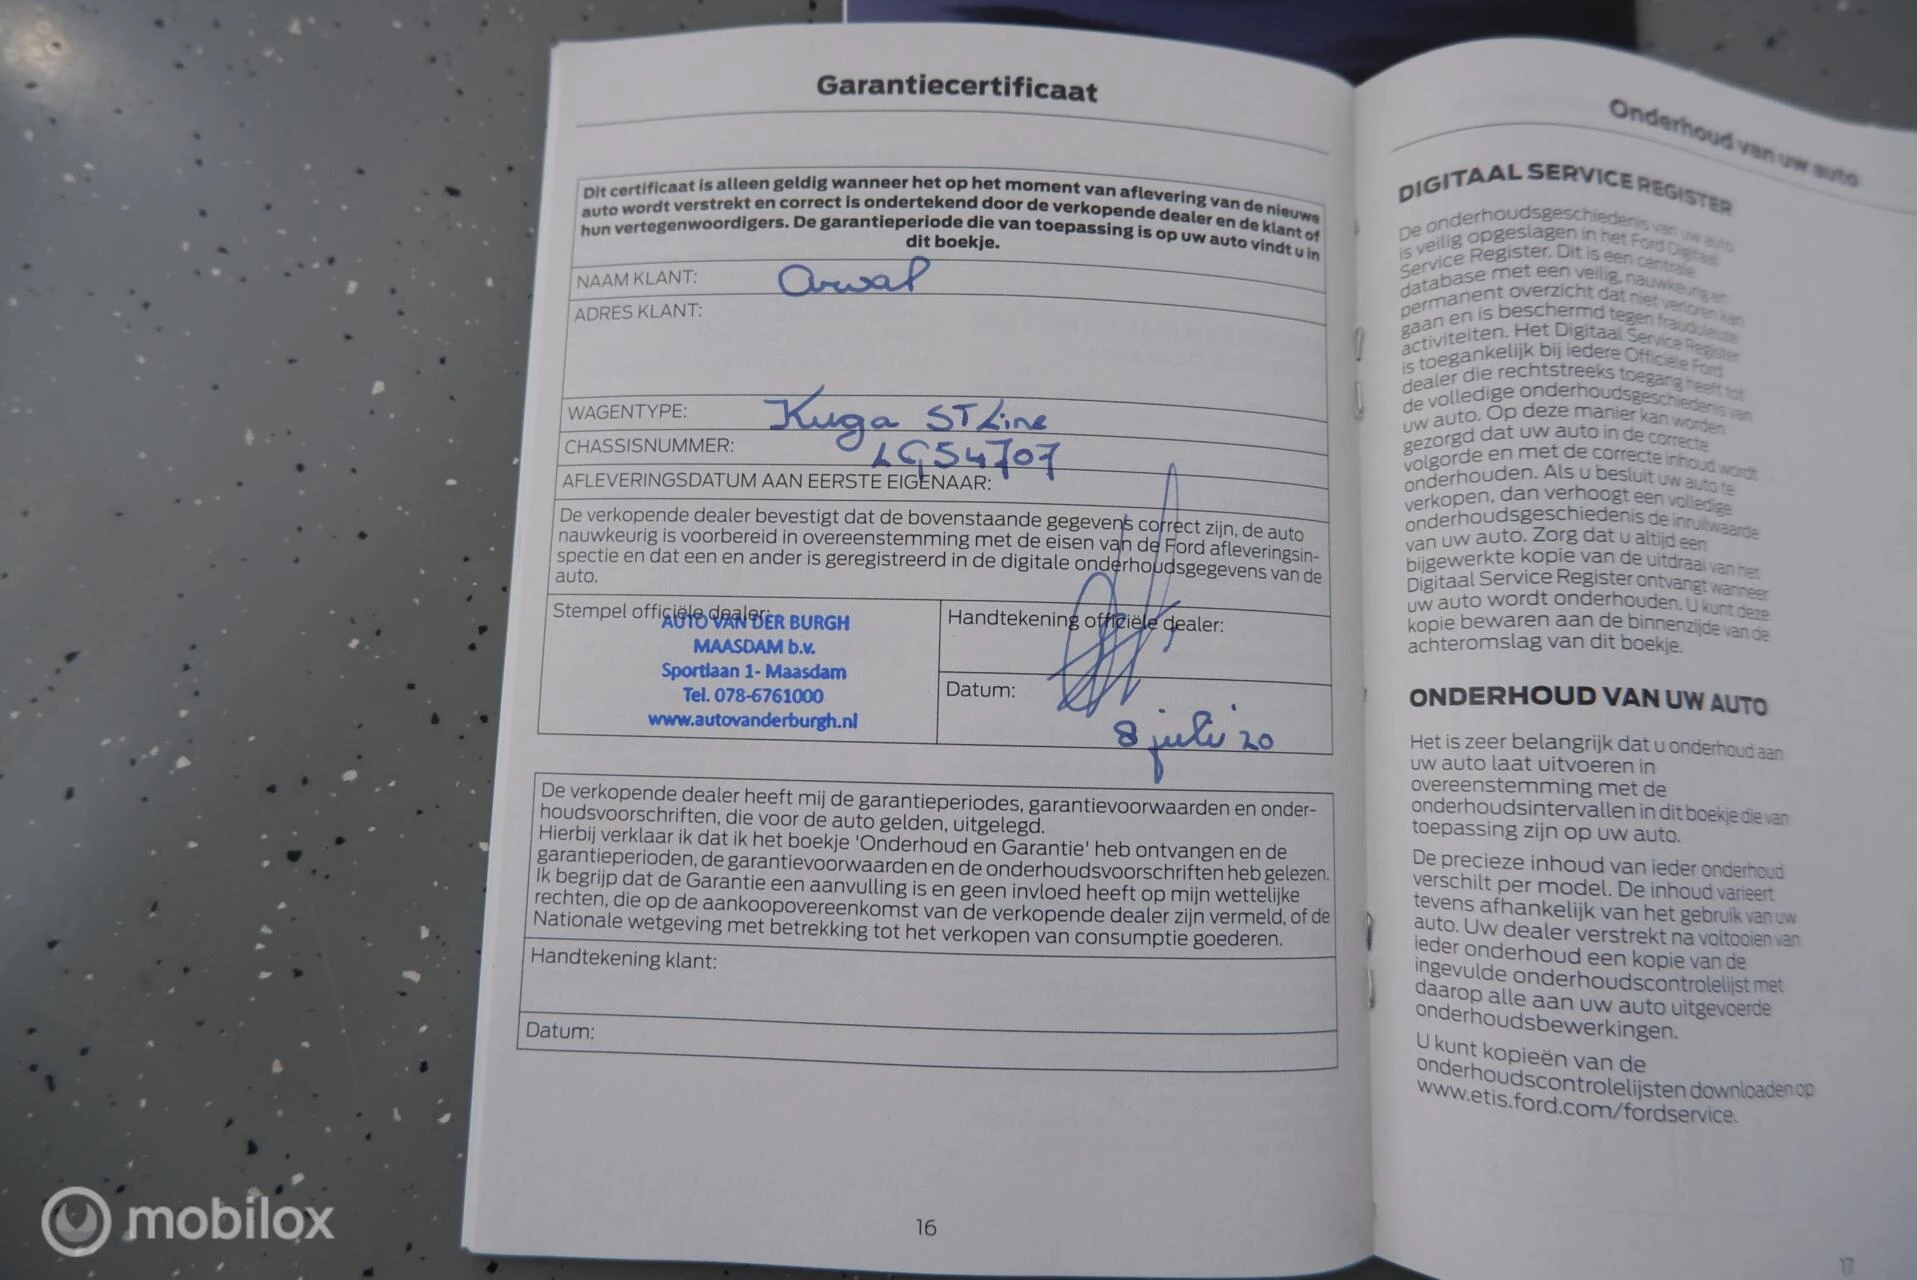 Garantiecertificaat
Dit certificaat is alleen geldig wanneer het op het moment van aflevering van de nieuwe
auto wordt verstrekt en correct is ondertekend door de verkopende dealer en de klant of
hun vertegenwoordigers. De garantieperiode die van toepassing is op uw auto vindt u in
dit boekje.
NAAM KLANT: Arval
ADRES KLANT:
WAGENTYPE: Kuga ST Line
CHASSISNUMMER: LG54707
AFLEVERINGSDATUM AAN EERSTE EIGENAAR:
De verkopende dealer bevestigt dat de bovenstaande gegevens correct zijn, de auto
nauwkeurig is voorbereid in overeenstemming met de eisen van de Ford afleveringsin-
spectie en dat een en ander is geregistreerd in de digitale onderhoudsgegevens van de
auto.
Stempel officiële dealer:
AUTO VAN DER BURGH
MAASDAM b.v.
Sportlaan 1- Maasdam
Tel. 078-6761000
www.autovanderburgh.nl
Handtekening officiële dealer:
Datum:
8 juli '20
De verkopende dealer heeft mij de garantieperiodes, garantievoorwaarden en onder-
houdsvoorschriften, die voor de auto gelden, uitgelegd.
Hierbij verklaar ik dat ik het boekje 'Onderhoud en Garantie' heb ontvangen en de
garantieperioden, de garantievoorwaarden en de onderhoudsvoorschriften heb gelezen.
Ik begrijp dat de Garantie een aanvulling is en geen invloed heeft op mijn wettelijke
rechten, die op de aankoopovereenkomst van de verkopende dealer zijn vermeld, of de
Nationale wetgeving met betrekking tot het verkopen van consumptie goederen.
Handtekening klant:
Datum:
16
Onderhoud van uw auto
DIGITAAL SERVICE REGISTER
De onderhoudsgeschiedenis van uw auto
is veilig opgeslagen in het Ford Digitaal
Service Register. Dit is een centrale
database met een veilig, nauwkeurig en
permanent overzicht dat niet verloren kan
gaan en is beschermd tegen frauduleuze
activiteiten. Het Digitaal Service Register
is toegankelijk bij iedere Officiële Ford
dealer die rechtstreeks toegang heeft tot
de volledige onderhoudsgeschiedenis van
uw auto. Op deze manier kan worden
gezorgd dat uw auto in de correcte
volgorde en met de correcte inhoud wordt
onderhouden. Als u besluit uw auto te
verkopen, dan verhoogt een volledige
onderhoudsgeschiedenis de inruilwaarde
van uw auto. Zorg dat u altijd een
bijgewerkte kopie van de uitdraai van het
Digitaal Service Register ontvangt wanneer
uw auto wordt onderhouden. U kunt deze
kopie bewaren aan de binnenzijde van de
achteromslag van dit boekje.
ONDERHOUD VAN UW AUTO
Het is zeer belangrijk dat u onderhoud aan
uw auto laat uitvoeren in
overeenstemming met de
onderhoudsintervallen in dit boekje die van
toepassing zijn op uw auto.
De precieze inhoud van ieder onderhoud
verschilt per model. De inhoud varieert
tevens afhankelijk van het gebruik van uw
auto. Uw dealer verstrekt na voltooien van
ieder onderhoud een kopie van de
ingevulde onderhoudscontrolelijst met
daarop alle aan uw auto uitgevoerde
onderhoudsbewerkingen.
U kunt kopieën van de
onderhoudscontrolelijsten downloaden op
www.etis.ford.com/fordservice.
17
mobilox